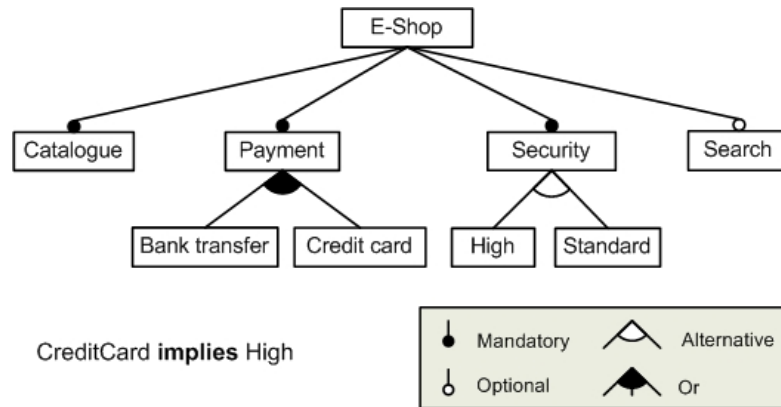 E-Shop
Catalogue
Payment
Security
Search
Bank transfer
Credit card
High
Standard
CreditCard implies High
Mandatory
Alternative
Optional
Or